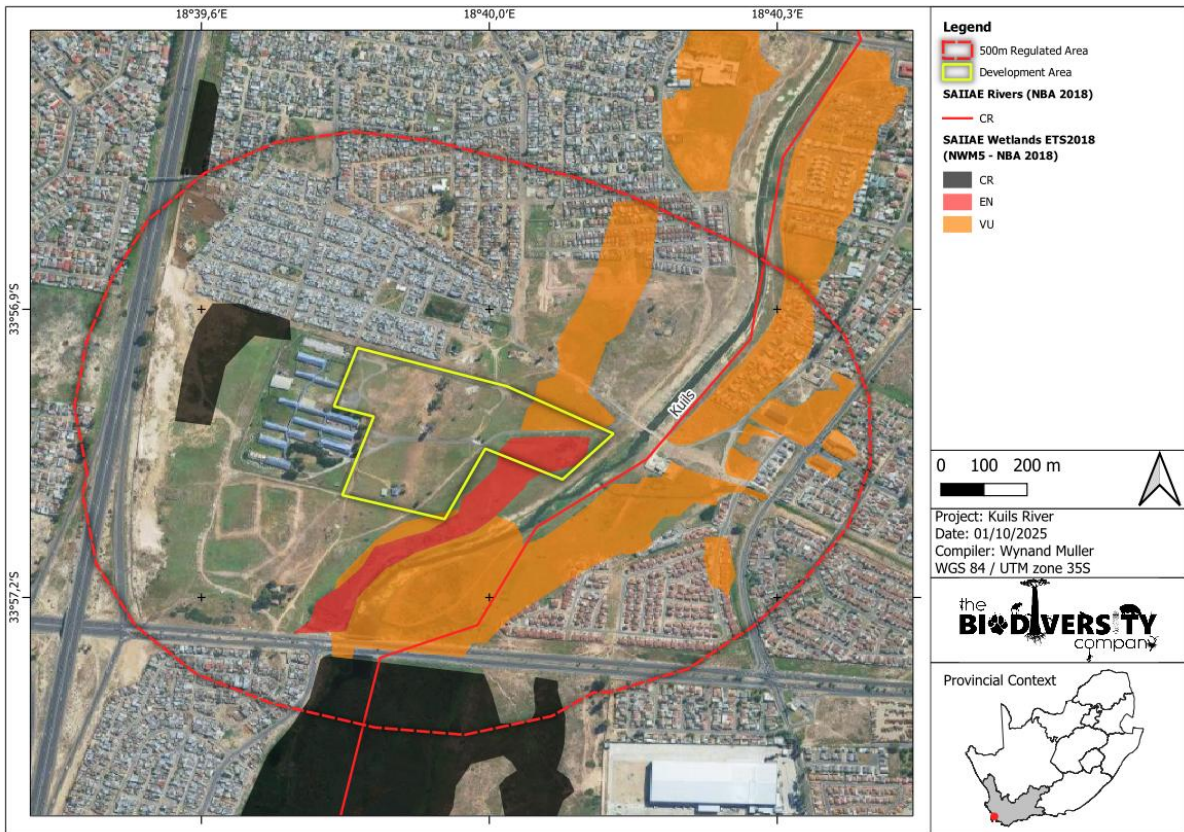 18°39,6'E
18°40,0'E
18°40,3'E
33°56,9'S
33°57,2'S
Kuils
Legend
500m Regulated Area
Development Area
SAIIAE Rivers (NBA 2018)
CR
SAIIAE Wetlands ETS2018
(NWM5 - NBA 2018)
CR
EN
VU
0 100 200 m
Project: Kuils River
Date: 01/10/2025
Compiler: Wynand Muller
WGS 84 / UTM zone 35S
the
BIODIVERSITY
company
Provincial Context